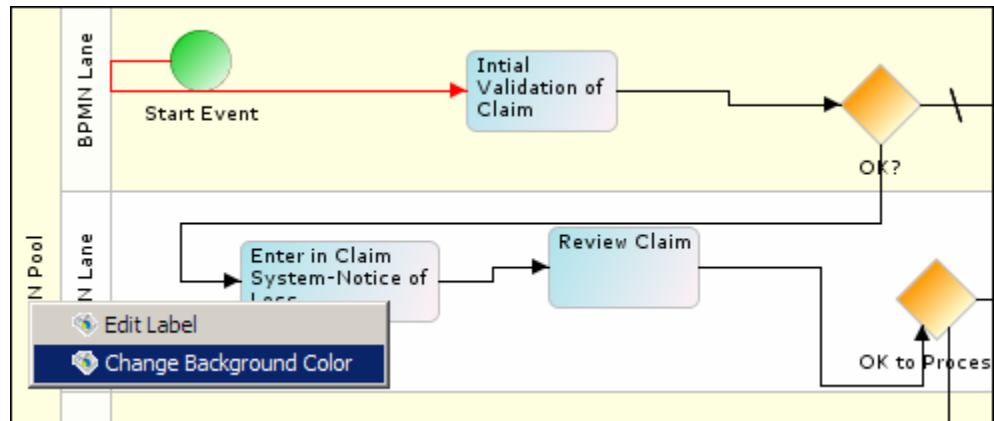 BPMN Lane
Start Event
Intial
Validation of
Claim
OK?
N Pool
N Lane
Enter in Claim
System-Notice of
Loss
Review Claim
OK to Proces
Edit Label
Change Background Color